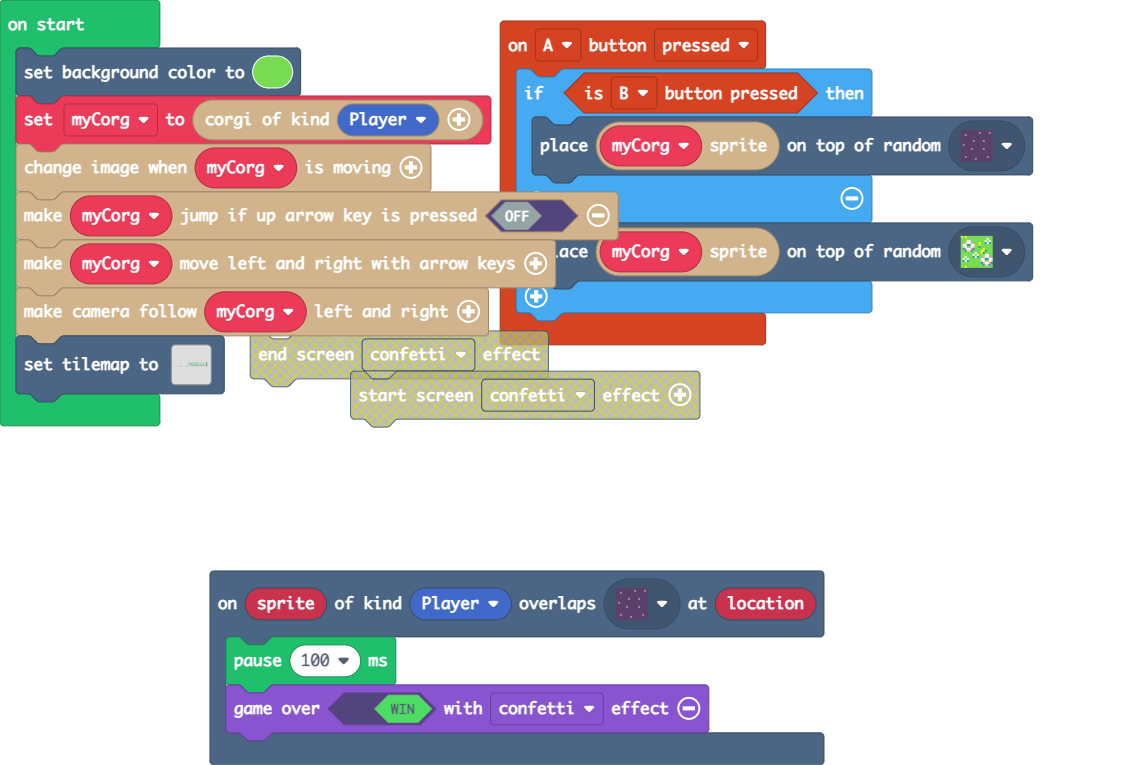 on start
set background color to
set myCorg to corgi of kind Player
change image when myCorg is moving
make myCorg jump if up arrow key is pressed OFF
make myCorg move left and right with arrow keys
make camera follow myCorg left and right
set tilemap to
on A button pressed
if is B button pressed then
place myCorg sprite on top of random
ace myCorg sprite on top of random
end screen confetti effect
start screen confetti effect
on sprite of kind Player overlaps at location
pause 100 ms
game over WIN with confetti effect